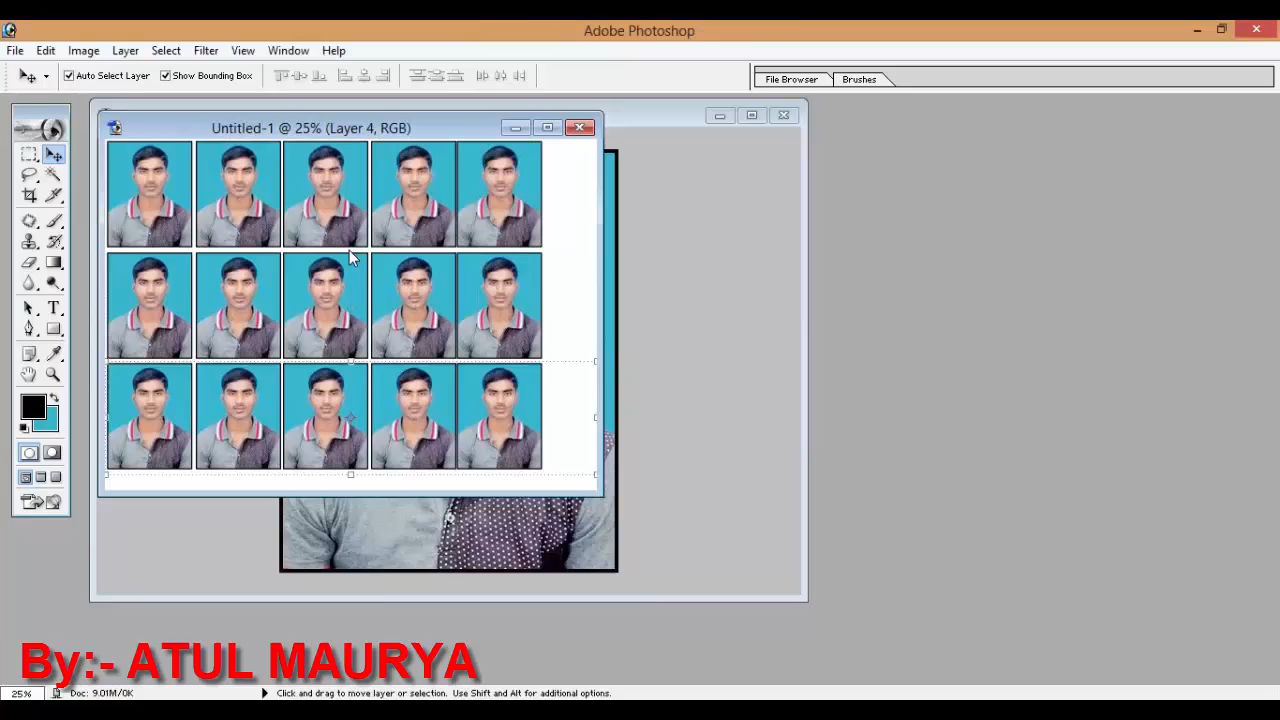 Adobe Photoshop
File Edit Image Layer Select Filter View Window Help
Auto Select Layer Show Bounding Box File Browser Brushes
Untitled-1 @ 25% (Layer 4, RGB)
By:- ATUL MAURYA
25% Doc: 9.01M/0K Click and drag to move layer or selection. Use Shift and Alt for additional options.